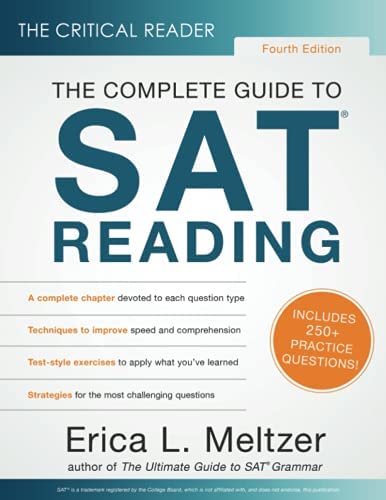 THE CRITICAL READER
Fourth Edition
THE COMPLETE GUIDE TO
SAT®
READING
A complete chapter devoted to each question type
Techniques to improve speed and comprehension
Test-style exercises to apply what you've learned
Strategies for the most challenging questions
INCLUDES
250+
PRACTICE
QUESTIONS!
Erica L. Meltzer
author of The Ultimate Guide to SAT® Grammar
SAT® is a trademark registered by the College Board, which is not affiliated with, and does not endorse, this publication.